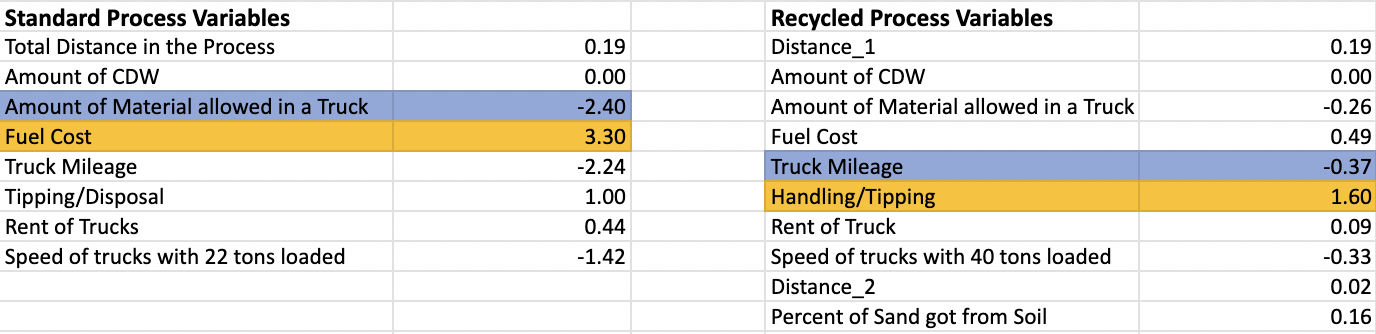 Standard Process Variables Recycled Process Variables
Total Distance in the Process 0.19 Distance_1 0.19
Amount of CDW 0.00 Amount of CDW 0.00
Amount of Material allowed in a Truck -2.40 Amount of Material allowed in a Truck -0.26
Fuel Cost 3.30 Fuel Cost 0.49
Truck Mileage -2.24 Truck Mileage -0.37
Tipping/Disposal 1.00 Handling/Tipping 1.60
Rent of Trucks 0.44 Rent of Truck 0.09
Speed of trucks with 22 tons loaded -1.42 Speed of trucks with 40 tons loaded -0.33
Distance_2 0.02
Percent of Sand got from Soil 0.16